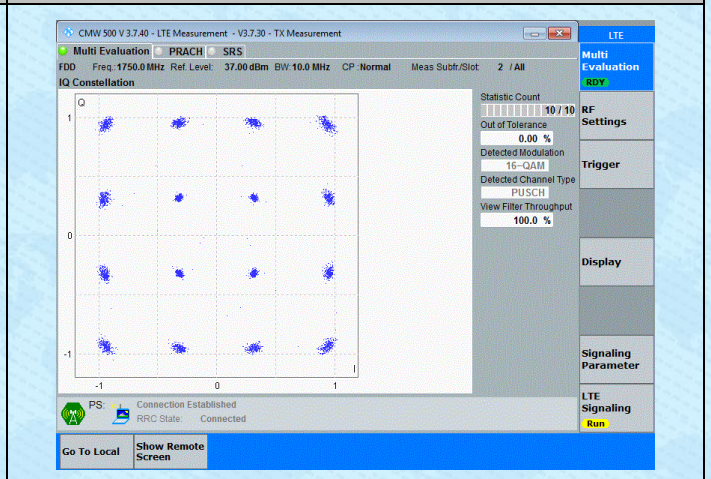 CMW 500 V 3.7.40 - LTE Measurement - V3.7.30 - TX Measurement
Multi Evaluation PRACH SRS
FDD Freq.:1750.0 MHz Ref. Level: 37.00 dBm BW:10.0 MHz CP :Normal Meas Subfr./Slot: 2 / All
IQ Constellation
Q
1
0
-1
I
-1 0 1
Statistic Count
10 / 10
Out of Tolerance
0.00 %
Detected Modulation
16-QAM
Detected Channel Type
PUSCH
View Filter Throughput
100.0 %
LTE
Multi
Evaluation
RDY
RF
Settings
Trigger
Display
Signaling
Parameter
LTE
Signaling
Run
PS: Connection Established
RRC State: Connected
Go To Local
Show Remote
Screen